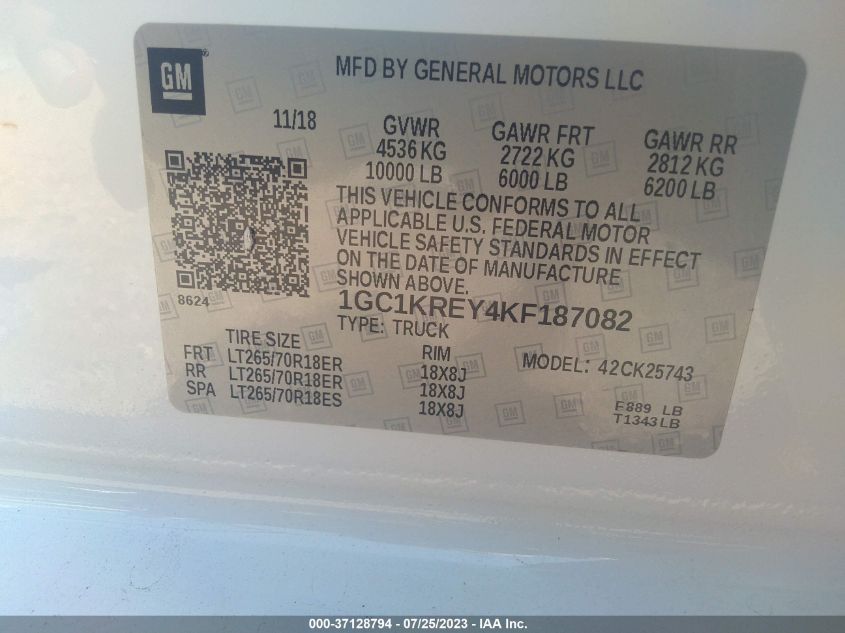 GM
MFD BY GENERAL MOTORS LLC
11/18
GVWR
4536 KG
10000 LB
GAWR FRT
2722 KG
6000 LB
GAWR RR
2812 KG
6200 LB
THIS VEHICLE CONFORMS TO ALL
APPLICABLE U.S. FEDERAL MOTOR
VEHICLE SAFETY STANDARDS IN EFFECT
ON THE DATE OF MANUFACTURE
SHOWN ABOVE.
8624
1GC1KREY4KF187082
TYPE: TRUCK
TIRE SIZE
RIM
MODEL: 42CK25743
FRT LT265/70R18ER 18X8J
RR LT265/70R18ER 18X8J
SPA LT265/70R18ES 18X8J
F889 LB
T1343LB
000-37128794 - 07/25/2023 - IAA Inc.